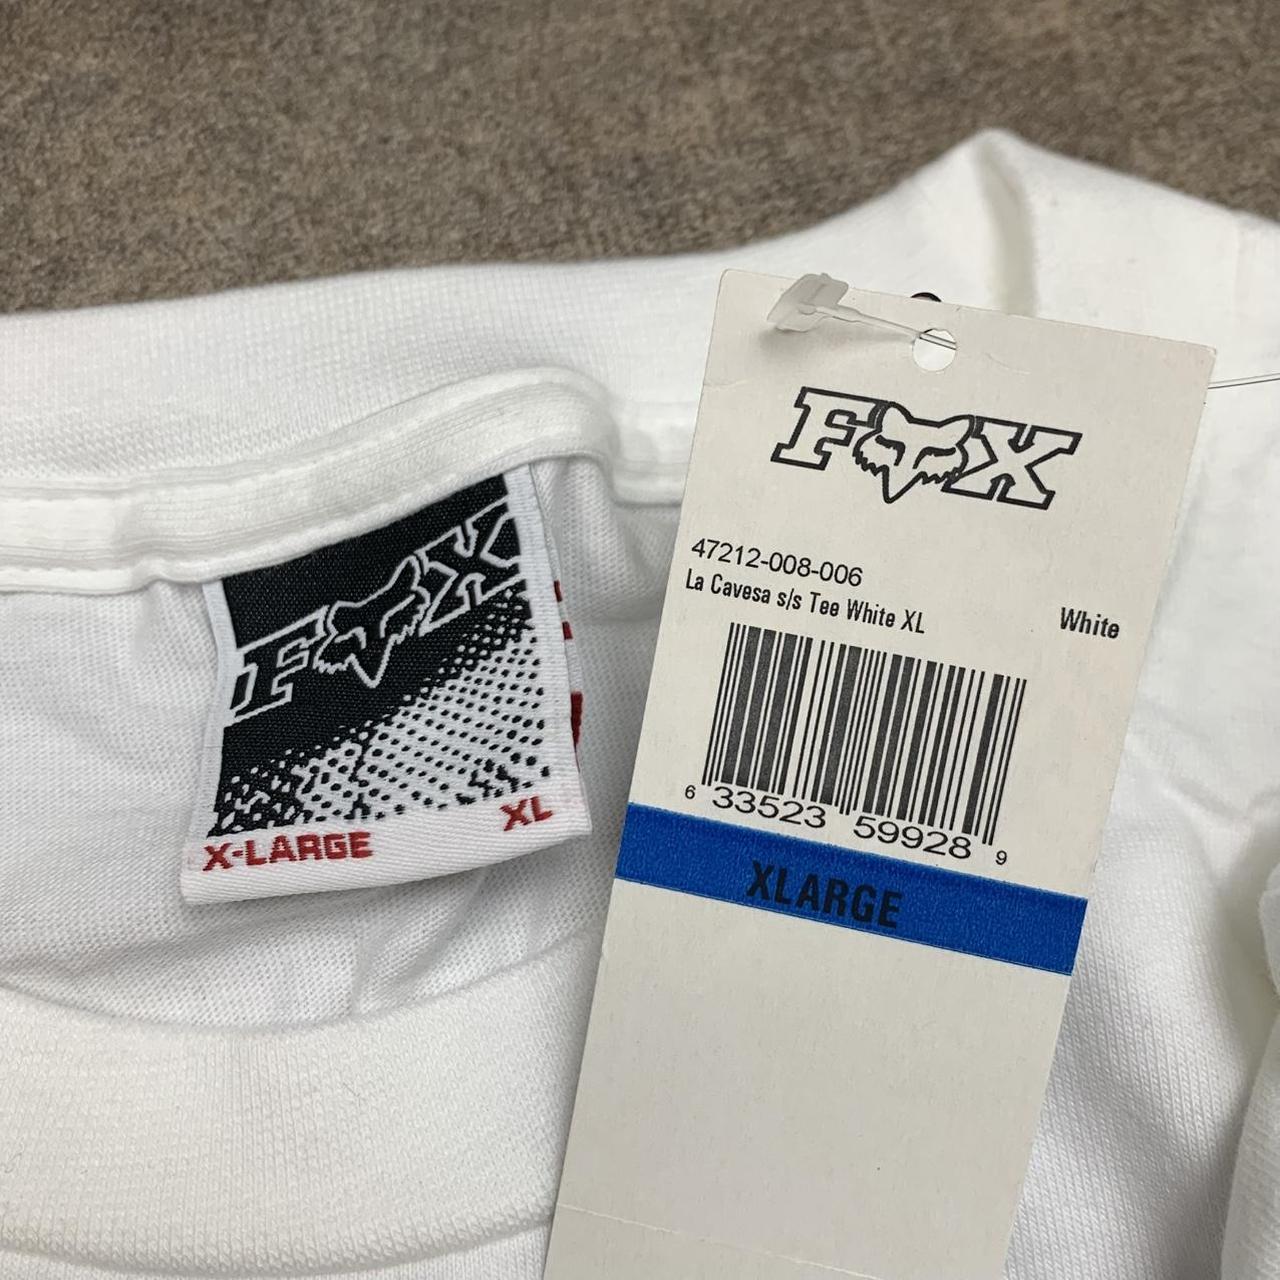 FOX
X-LARGE XL
FOX
47212-008-006
La Cavesa s/s Tee White XL
White
6 33523 59928 9
XLARGE